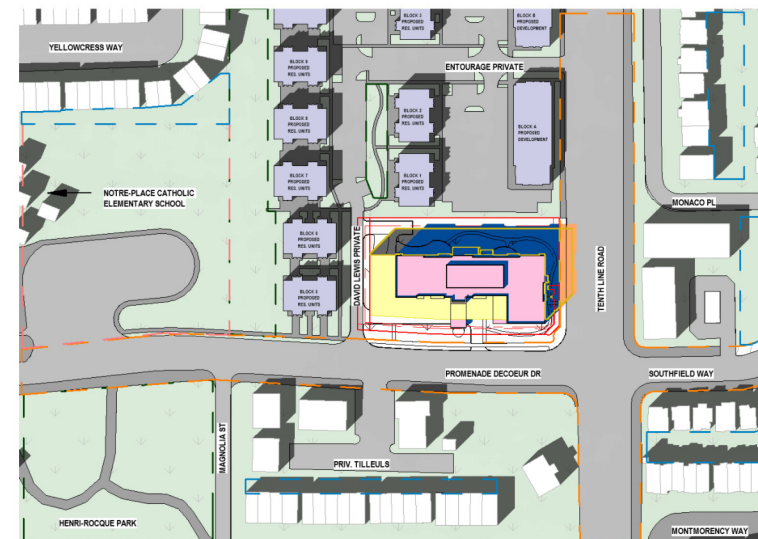 BLOCK 3
PROPOSED
RES. UNITS
BLOCK B
PROPOSED
DEVELOPMENT
YELLOWCRESS WAY
BLOCK 9
PROPOSED
RES. UNITS
ENTOURAGE PRIVATE
BLOCK 2
PROPOSED
RES. UNITS
BLOCK 8
PROPOSED
RES. UNITS
BLOCK A
PROPOSED
DEVELOPMENT
BLOCK 7
PROPOSED
RES. UNITS
BLOCK 1
PROPOSED
RES. UNITS
NOTRE-PLACE CATHOLIC
ELEMENTARY SCHOOL
MONACO PL
BLOCK 6
PROPOSED
RES. UNITS
DAVID LEWIS PRIVATE
TENTH LINE ROAD
BLOCK 5
PROPOSED
RES. UNITS
PROMENADE DECOEUR DR
SOUTHFIELD WAY
MAGNOLIA ST
PRIV. TILLEULS
HENRI-ROCQUE PARK
MONTMORENCY WAY